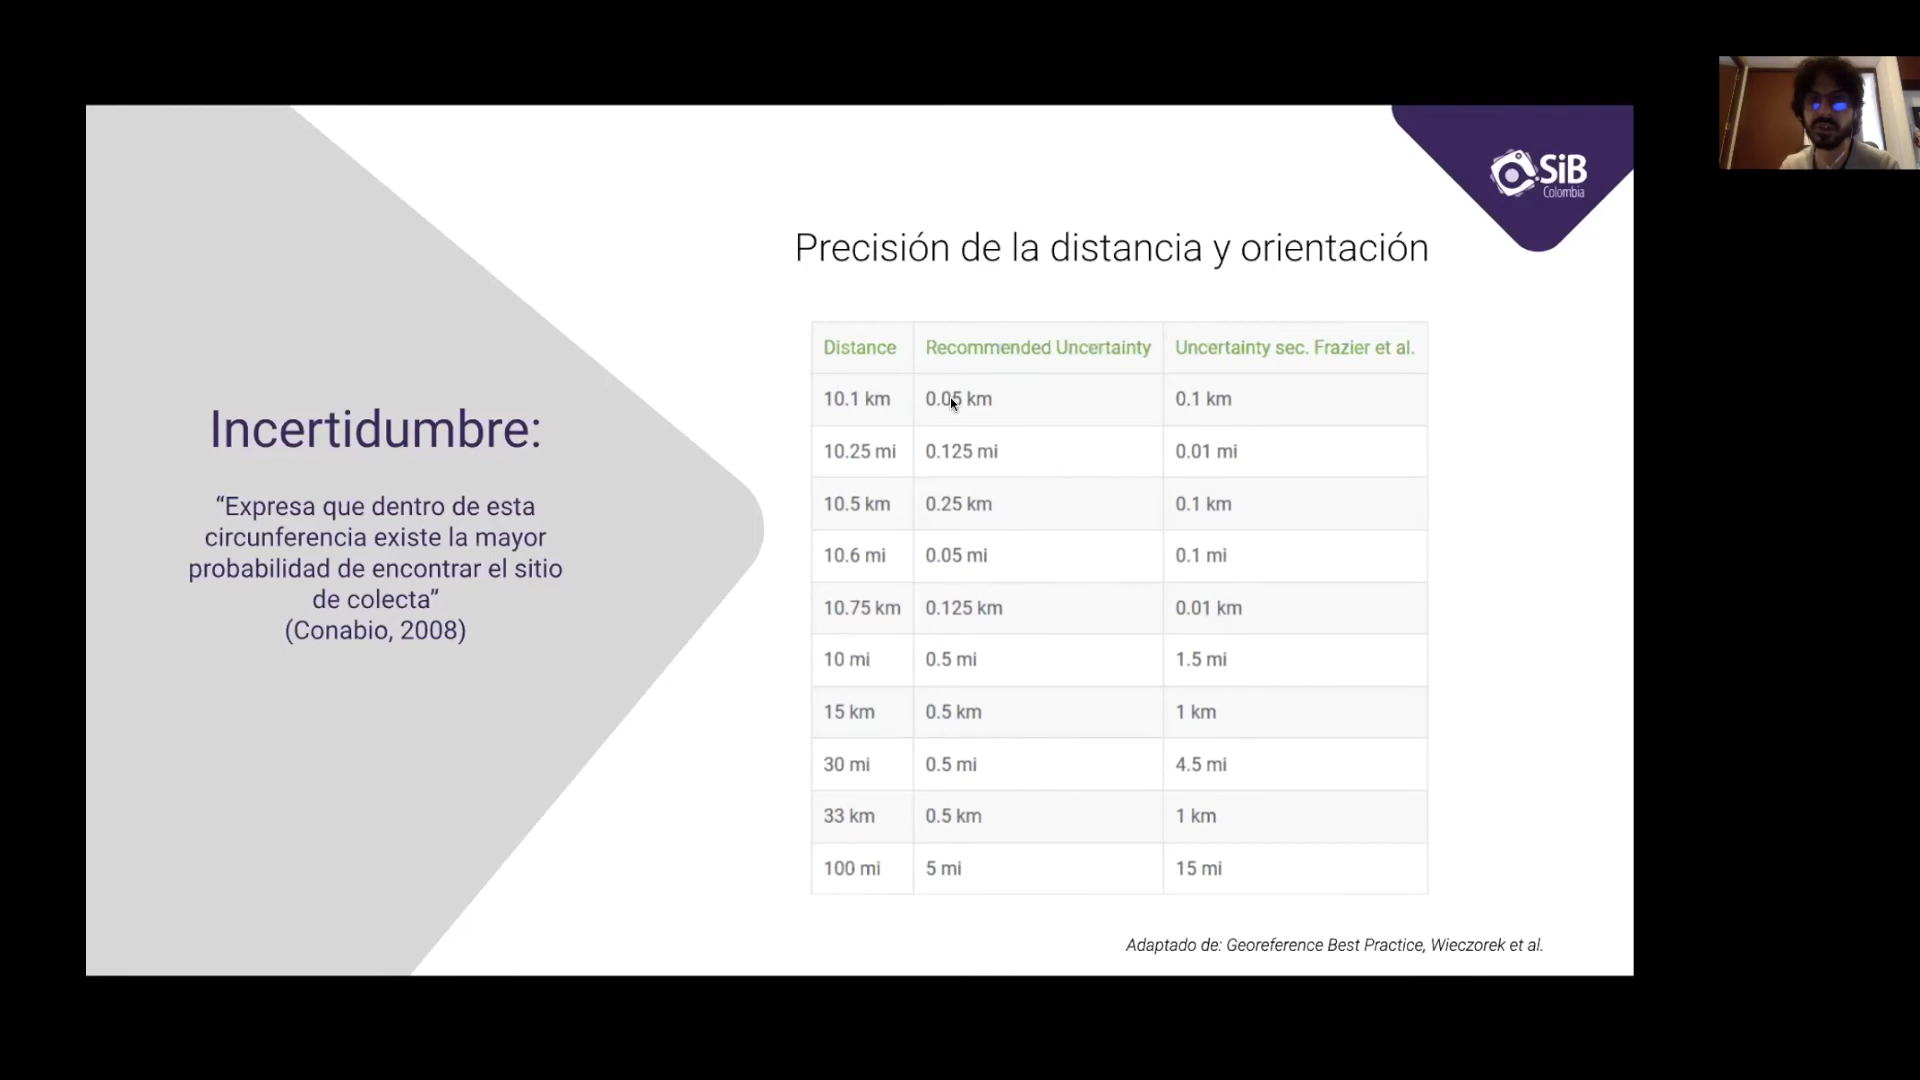 SiB
Colombia
Precisión de la distancia y orientación
Incertidumbre:
“Expresa que dentro de esta
circunferencia existe la mayor
probabilidad de encontrar el sitio
de colecta”
(Conabio, 2008)
Distance Recommended Uncertainty Uncertainty sec. Frazier et al.
10.1 km 0.05 km 0.1 km
10.25 mi 0.125 mi 0.01 mi
10.5 km 0.25 km 0.1 km
10.6 mi 0.05 mi 0.1 mi
10.75 km 0.125 km 0.01 km
10 mi 0.5 mi 1.5 mi
15 km 0.5 km 1 km
30 mi 0.5 mi 4.5 mi
33 km 0.5 km 1 km
100 mi 5 mi 15 mi
Adaptado de: Georeference Best Practice, Wieczorek et al.